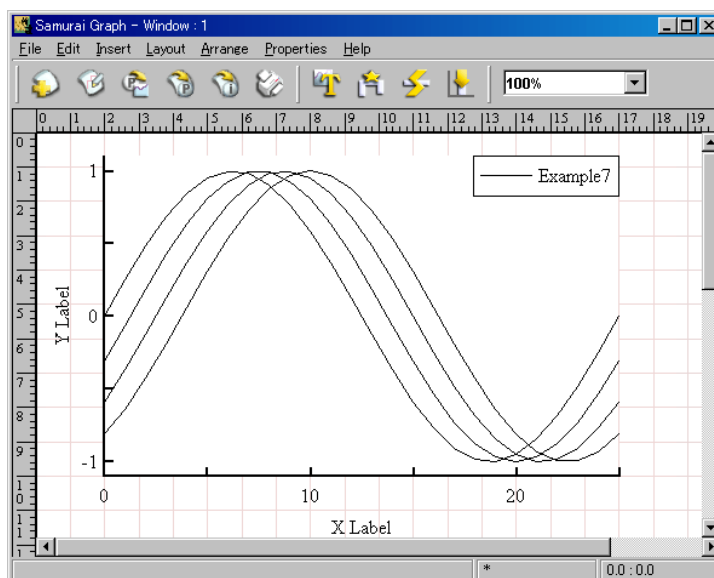 Samurai Graph - Window : 1
File Edit Insert Layout Arrange Properties Help
P P i T 100%
0 1 2 3 4 5 6 7 8 9 10 11 12 13 14 15 16 17 18 19
0
1
2
3
4
5
6
7
8
9
10
11
1
0
-1
Y Label
Example7
0 10 20
X Label
* 0.0 : 0.0